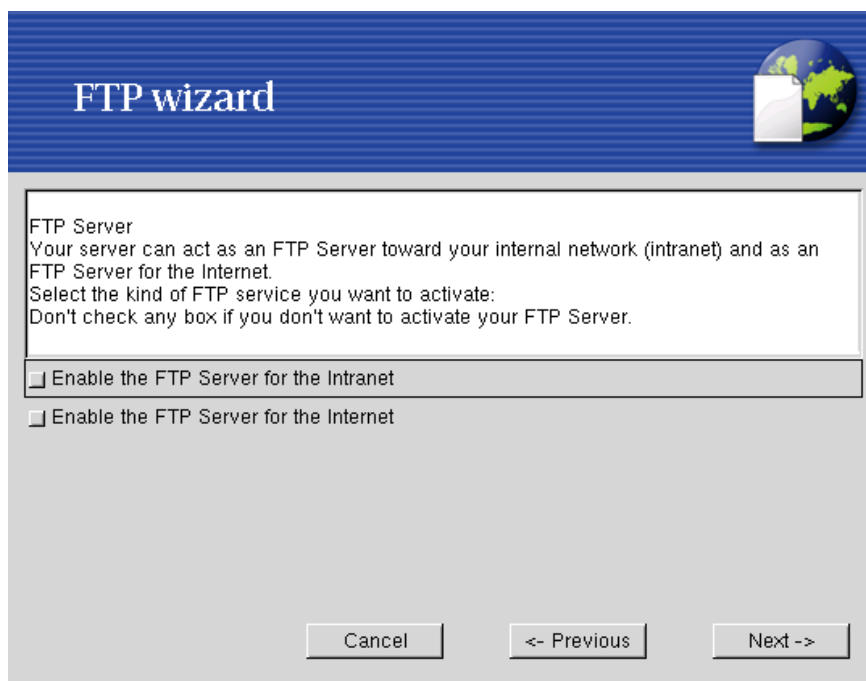 FTP wizard
FTP Server
Your server can act as an FTP Server toward your internal network (intranet) and as an
FTP Server for the Internet.
Select the kind of FTP service you want to activate:
Don't check any box if you don't want to activate your FTP Server.
Enable the FTP Server for the Intranet
Enable the FTP Server for the Internet
Cancel
<- Previous
Next ->